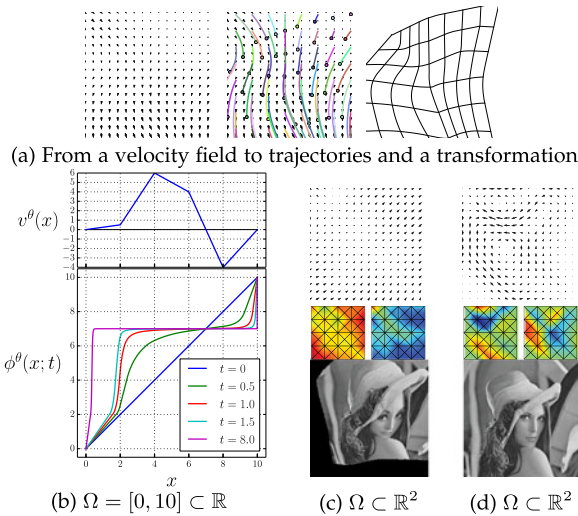 (a) From a velocity field to trajectories and a transformation
6
5
4
3
2
1
0
−1
−2
−3
−4
v^θ(x)
10
8
6
4
2
0
ϕ^θ(x;t)
t = 0
t = 0.5
t = 1.0
t = 1.5
t = 8.0
0 2 4 6 8 10
x
(b) Ω = [0, 10] ⊂ ℝ
(c) Ω ⊂ ℝ²
(d) Ω ⊂ ℝ²